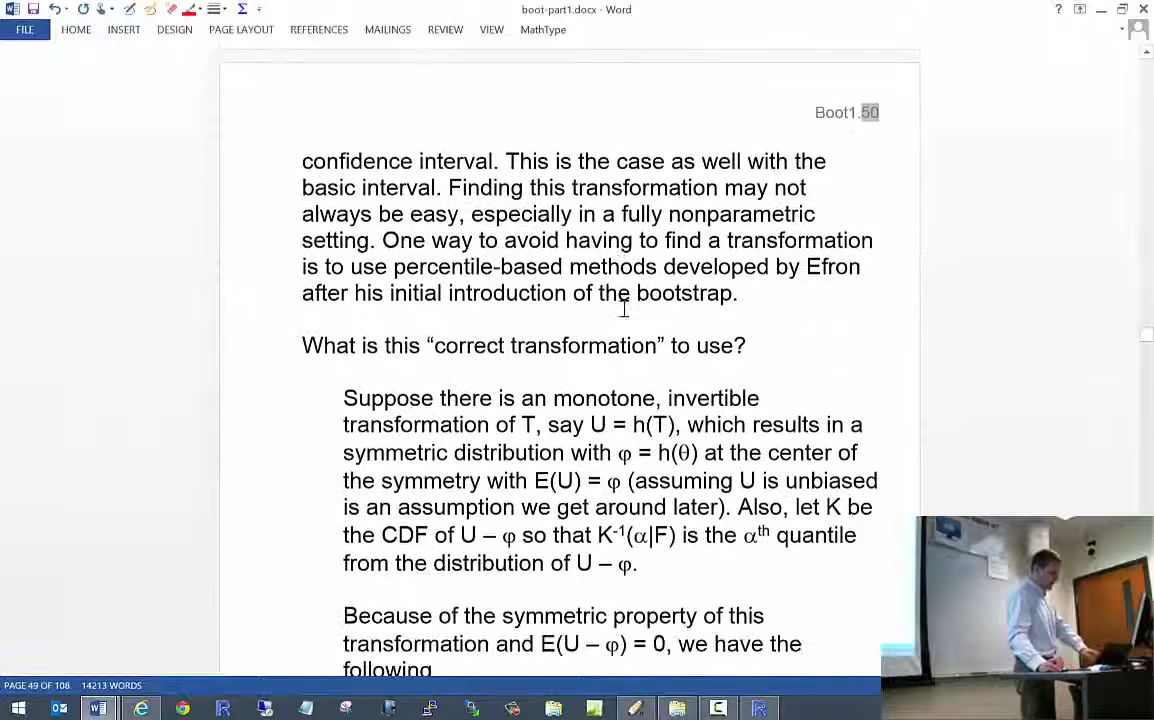 boot-part1.docx - Word
FILE HOME INSERT DESIGN PAGE LAYOUT REFERENCES MAILINGS REVIEW VIEW MathType
Boot1.50
confidence interval. This is the case as well with the
basic interval. Finding this transformation may not
always be easy, especially in a fully nonparametric
setting. One way to avoid having to find a transformation
is to use percentile-based methods developed by Efron
after his initial introduction of the bootstrap.
What is this “correct transformation” to use?
Suppose there is an monotone, invertible
transformation of T, say U = h(T), which results in a
symmetric distribution with φ = h(θ) at the center of
the symmetry with E(U) = φ (assuming U is unbiased
is an assumption we get around later). Also, let K be
the CDF of U – φ so that K⁻¹(α|F) is the αᵗʰ quantile
from the distribution of U – φ.
Because of the symmetric property of this
transformation and E(U – φ) = 0, we have the
following
PAGE 49 OF 108 14213 WORDS